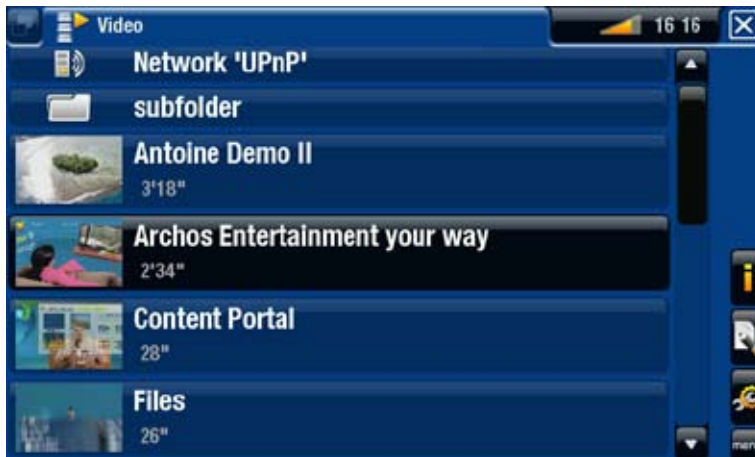 Video
16 16
Network 'UPnP'
subfolder
Antoine Demo II
3'18"
Archos Entertainment your way
2'34"
Content Portal
28"
Files
26"